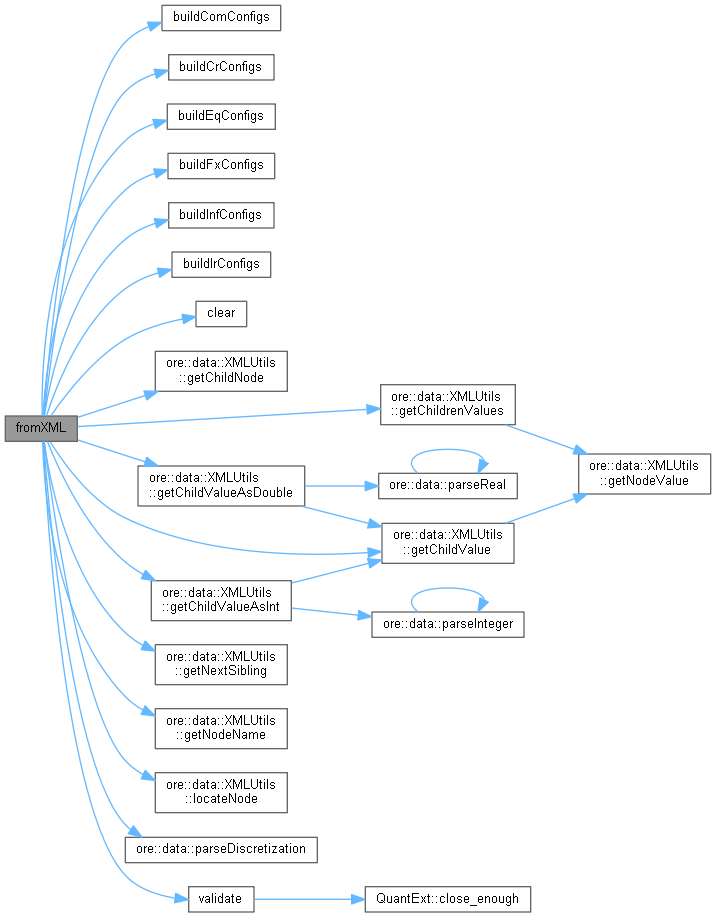 buildComConfigs
buildCrConfigs
buildEqConfigs
buildFxConfigs
buildInfConfigs
buildIrConfigs
clear
ore::data::XMLUtils
::getChildNode
ore::data::XMLUtils
::getChildrenValues
fromXML
ore::data::XMLUtils
::getChildValueAsDouble
ore::data::parseReal
ore::data::XMLUtils
::getNodeValue
ore::data::XMLUtils
::getChildValue
ore::data::XMLUtils
::getChildValueAsInt
ore::data::parseInteger
ore::data::XMLUtils
::getNextSibling
ore::data::XMLUtils
::getNodeName
ore::data::XMLUtils
::locateNode
ore::data::parseDiscretization
validate
QuantExt::close_enough